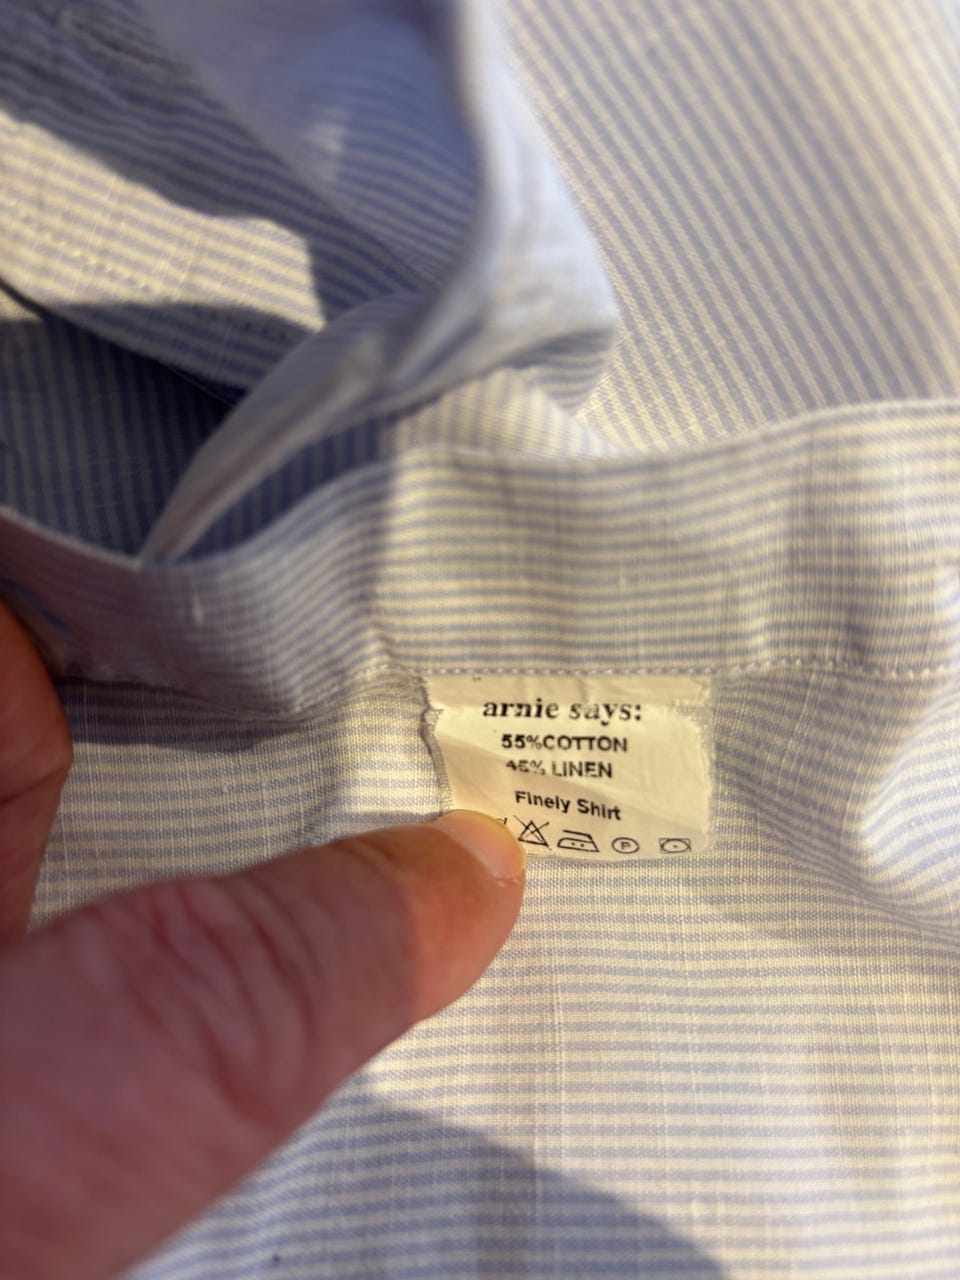 arnie says:
55%COTTON
45% LINEN
Finely Shirt
P